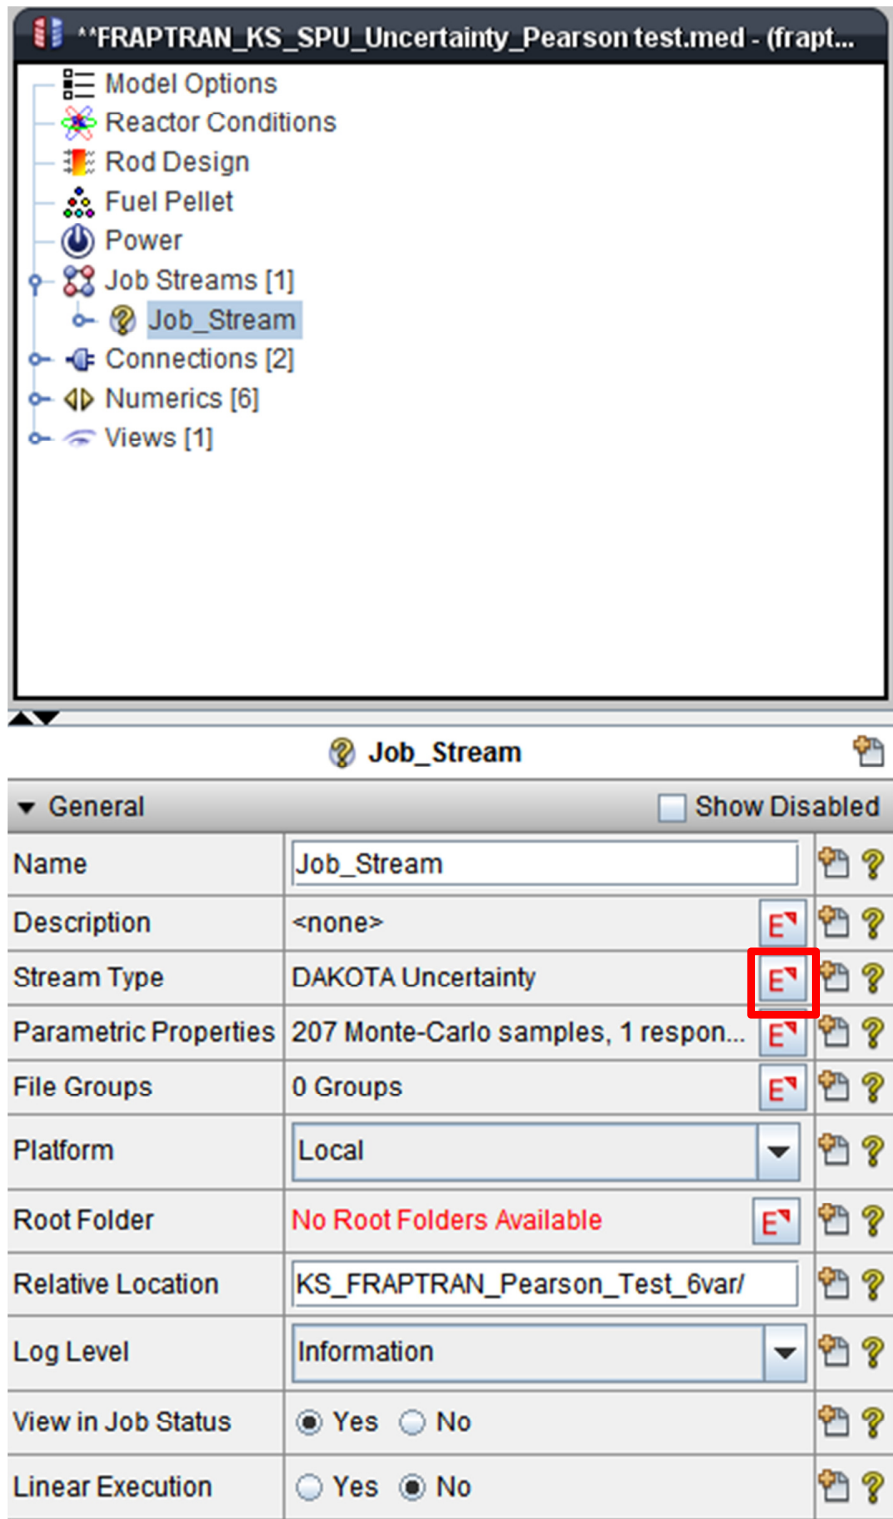 **FRAPTRAN_KS_SPU_Uncertainty_Pearson test.med - (frapt...
Model Options
Reactor Conditions
Rod Design
Fuel Pellet
Power
Job Streams [1]
Job_Stream
Connections [2]
Numerics [6]
Views [1]
Job_Stream
General Show Disabled
Name Job_Stream
Description <none> E
Stream Type DAKOTA Uncertainty E
Parametric Properties 207 Monte-Carlo samples, 1 respon... E
File Groups 0 Groups E
Platform Local
Root Folder No Root Folders Available E
Relative Location KS_FRAPTRAN_Pearson_Test_6var/
Log Level Information
View in Job Status Yes No
Linear Execution Yes No